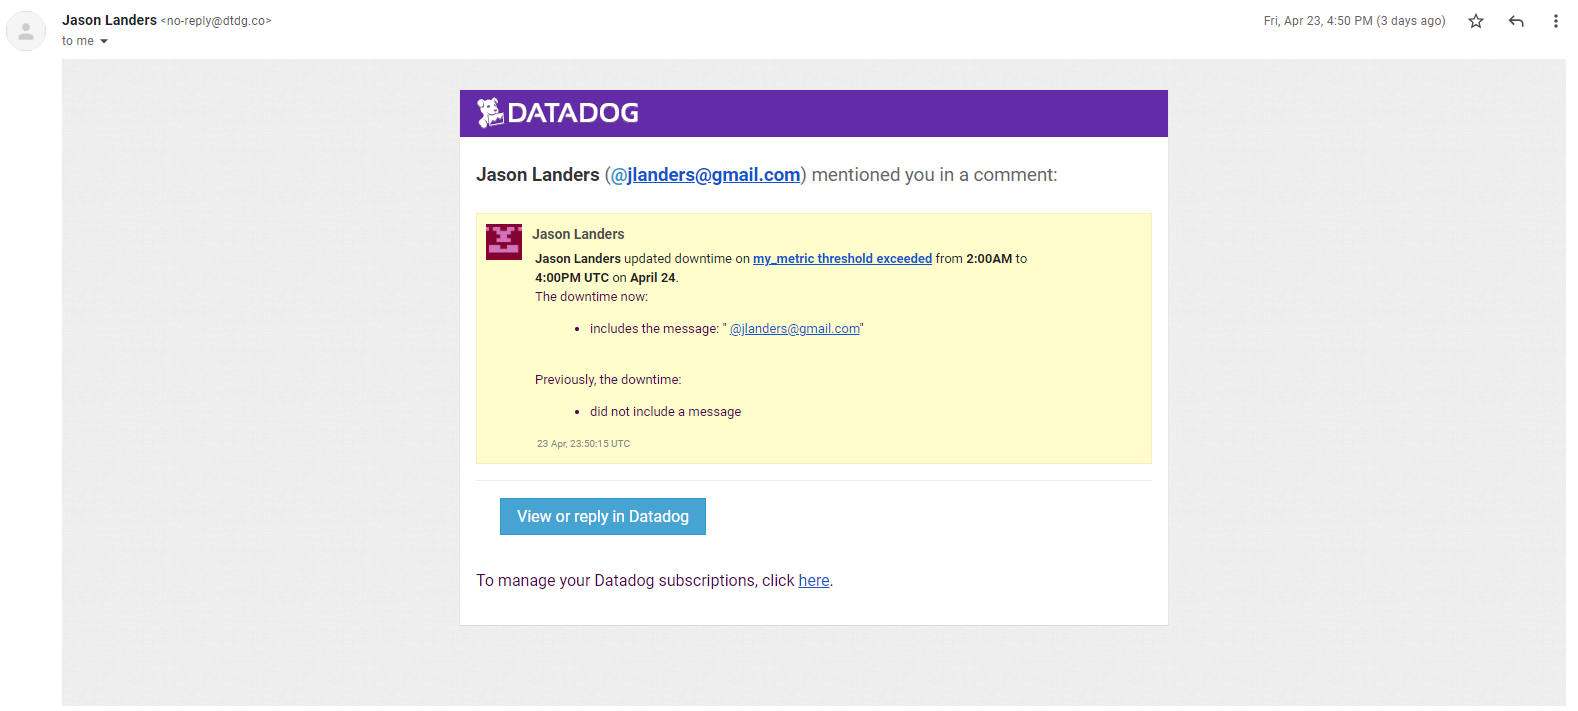 Jason Landers <no-reply@dtdg.co>
Fri, Apr 23, 4:50 PM (3 days ago)
to me
DATADOG
Jason Landers (@jlanders@gmail.com) mentioned you in a comment:
Jason Landers
Jason Landers updated downtime on my_metric threshold exceeded from 2:00AM to
4:00PM UTC on April 24.
The downtime now:
• includes the message: " @jlanders@gmail.com"
Previously, the downtime:
• did not include a message
23 Apr, 23:50:15 UTC
View or reply in Datadog
To manage your Datadog subscriptions, click here.